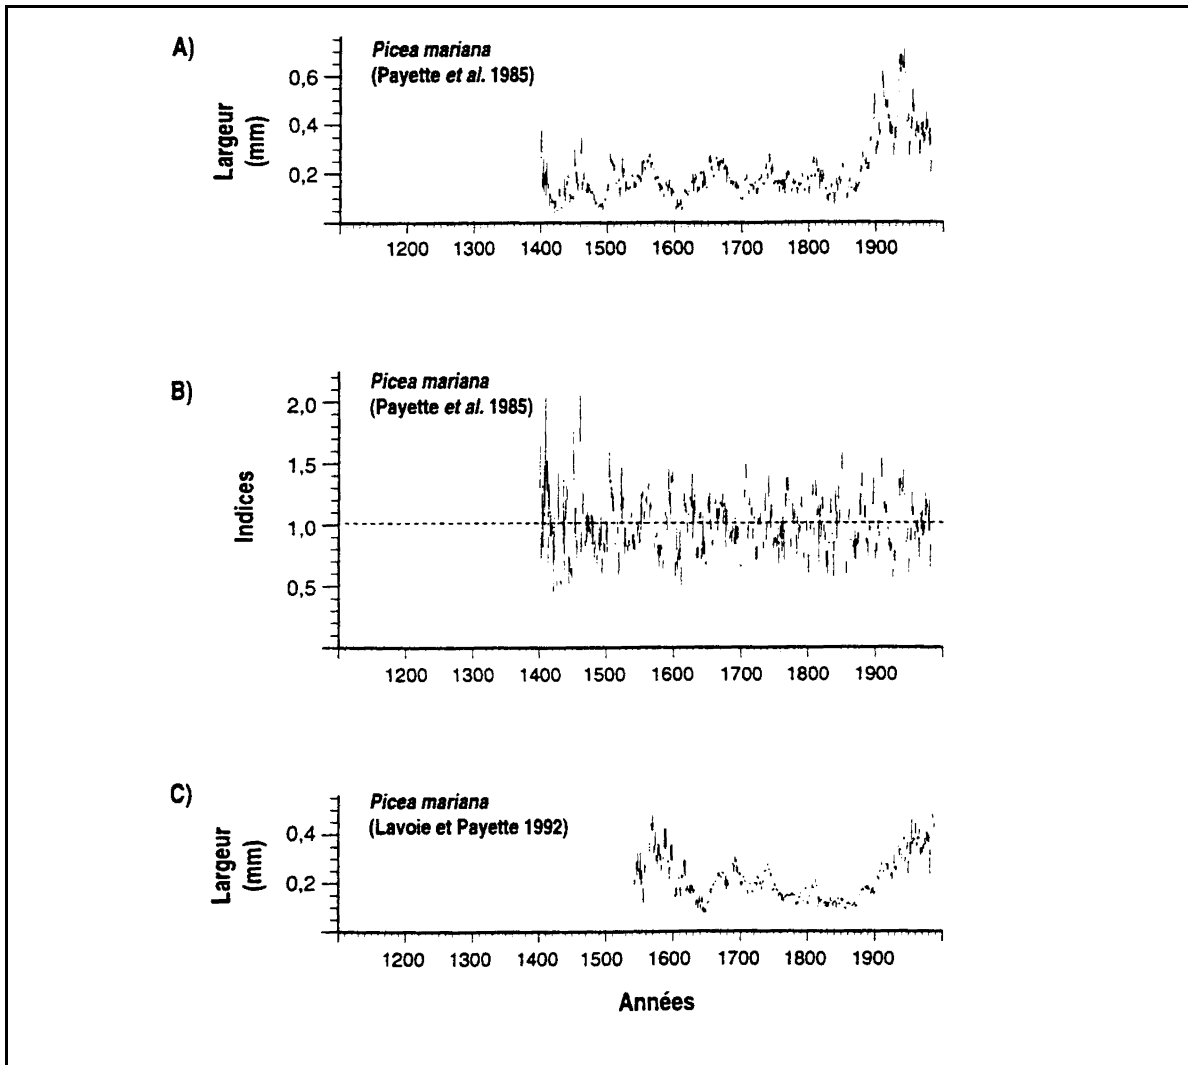 A)
Picea mariana
(Payette et al. 1985)
Largeur
(mm)
0,6
0,4
0,2
1200 1300 1400 1500 1600 1700 1800 1900
B)
Picea mariana
(Payette et al. 1985)
Indices
2,0
1,5
1,0
0,5
1200 1300 1400 1500 1600 1700 1800 1900
C)
Picea mariana
(Lavoie et Payette 1992)
Largeur
(mm)
0,4
0,2
1200 1300 1400 1500 1600 1700 1800 1900
Années